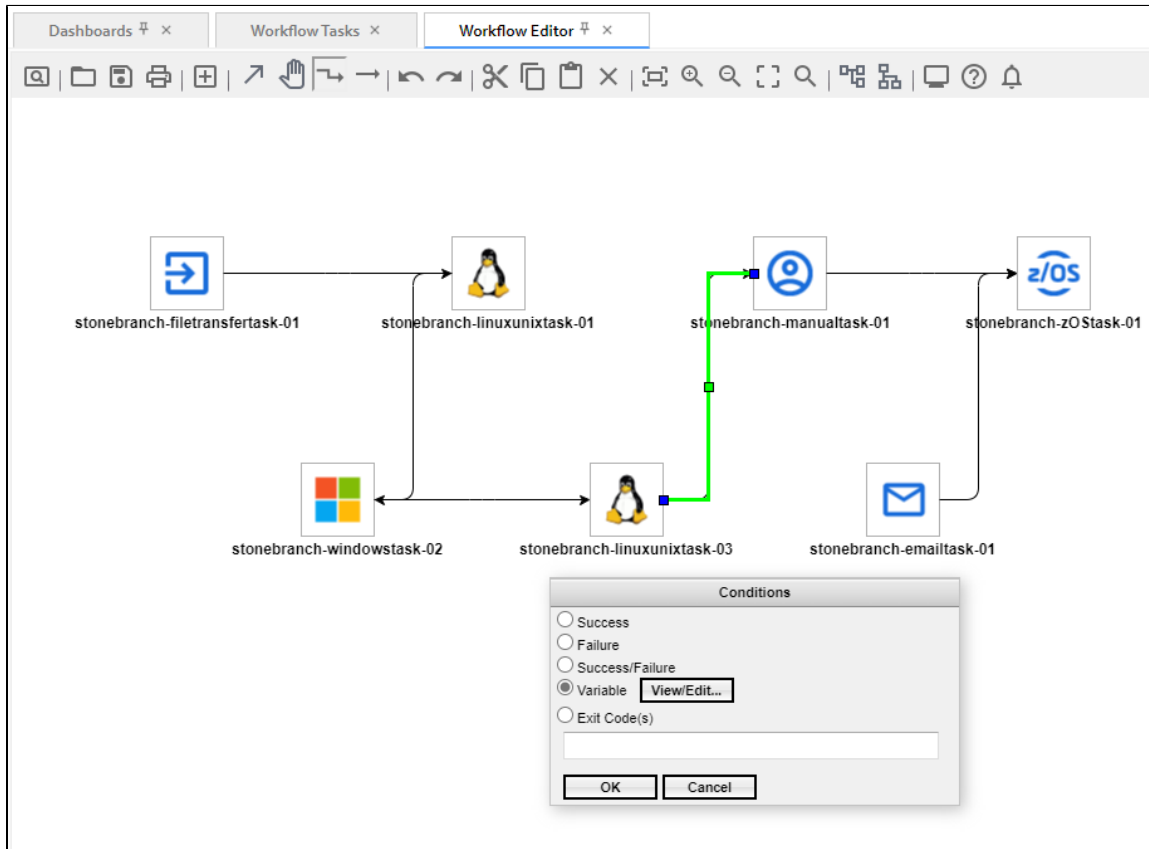 Dashboards
Workflow Tasks
Workflow Editor
z/OS
stonebranch-filetransfertask-01
stonebranch-linuxunixtask-01
stonebranch-manualtask-01
stonebranch-zOStask-01
stonebranch-windowstask-02
stonebranch-linuxunixtask-03
stonebranch-emailtask-01
Conditions
Success
Failure
Success/Failure
Variable View/Edit...
Exit Code(s)
OK Cancel